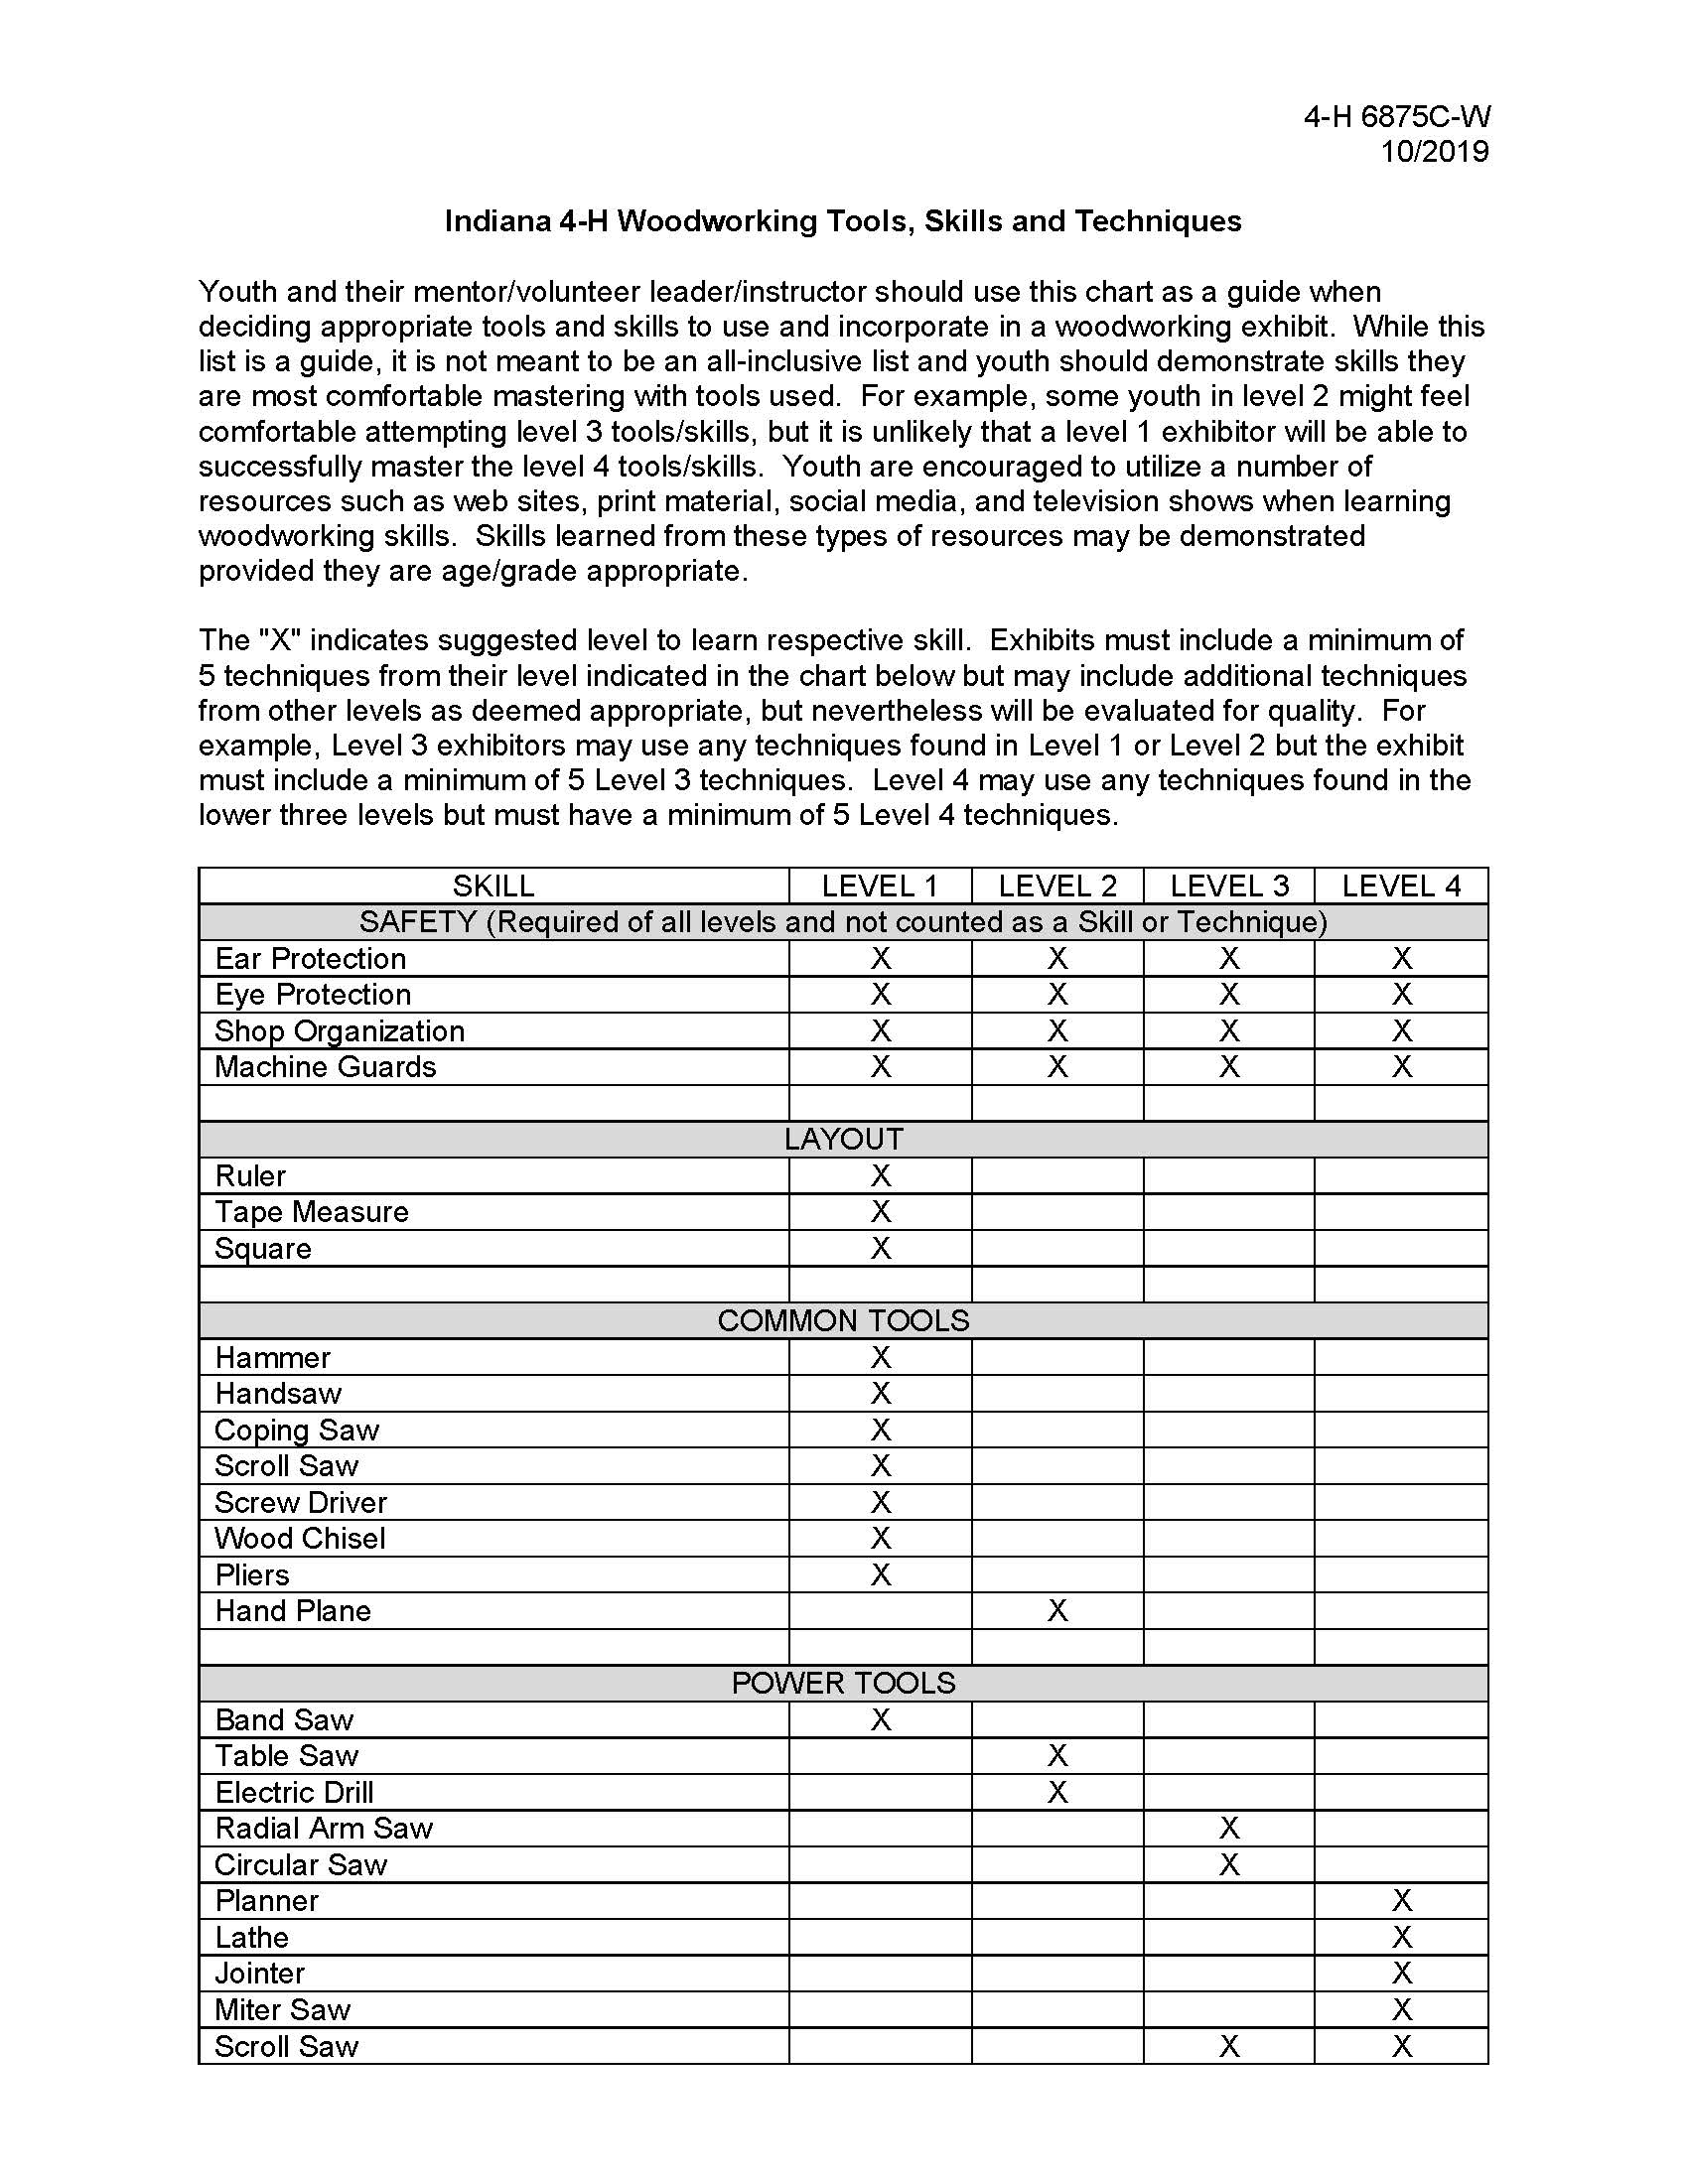 4-H 6875C-W
10/2019
Indiana 4-H Woodworking Tools, Skills and Techniques
Youth and their mentor/volunteer leader/instructor should use this chart as a guide when
deciding appropriate tools and skills to use and incorporate in a woodworking exhibit.  While this
list is a guide, it is not meant to be an all-inclusive list and youth should demonstrate skills they
are most comfortable mastering with tools used.  For example, some youth in level 2 might feel
comfortable attempting level 3 tools/skills, but it is unlikely that a level 1 exhibitor will be able to
successfully master the level 4 tools/skills.  Youth are encouraged to utilize a number of
resources such as web sites, print material, social media, and television shows when learning
woodworking skills.  Skills learned from these types of resources may be demonstrated
provided they are age/grade appropriate.
The "X" indicates suggested level to learn respective skill.  Exhibits must include a minimum of
5 techniques from their level indicated in the chart below but may include additional techniques
from other levels as deemed appropriate, but nevertheless will be evaluated for quality.  For
example, Level 3 exhibitors may use any techniques found in Level 1 or Level 2 but the exhibit
must include a minimum of 5 Level 3 techniques.  Level 4 may use any techniques found in the
lower three levels but must have a minimum of 5 Level 4 techniques.
SKILL LEVEL 1 LEVEL 2 LEVEL 3 LEVEL 4
SAFETY (Required of all levels and not counted as a Skill or Technique)
Ear Protection X X X X
Eye Protection X X X X
Shop Organization X X X X
Machine Guards X X X X
LAYOUT
Ruler X
Tape Measure X
Square X
COMMON TOOLS
Hammer X
Handsaw X
Coping Saw X
Scroll Saw X
Screw Driver X
Wood Chisel X
Pliers X
Hand Plane X
POWER TOOLS
Band Saw X
Table Saw X
Electric Drill X
Radial Arm Saw X
Circular Saw X
Planner X
Lathe X
Jointer X
Miter Saw X
Scroll Saw X X